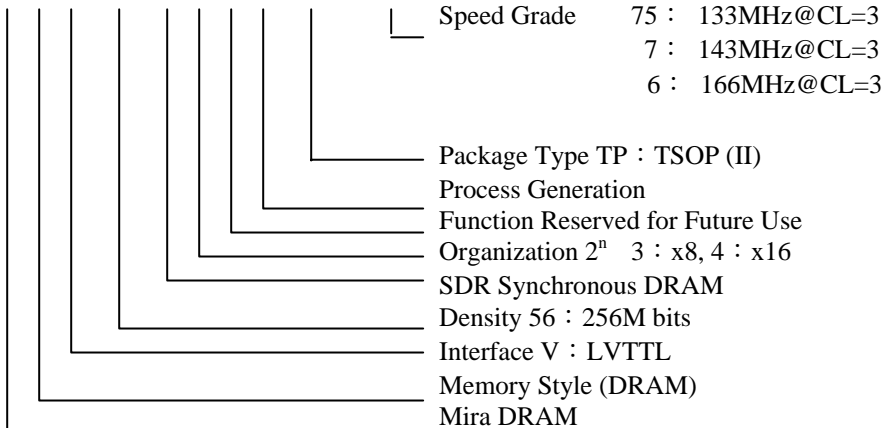 Speed Grade 75： 133MHz@CL=3
7： 143MHz@CL=3
6： 166MHz@CL=3
Package Type TP：TSOP (II)
Process Generation
Function Reserved for Future Use
Organization 2ⁿ 3：x8, 4：x16
SDR Synchronous DRAM
Density 56：256M bits
Interface V：LVTTL
Memory Style (DRAM)
Mira DRAM